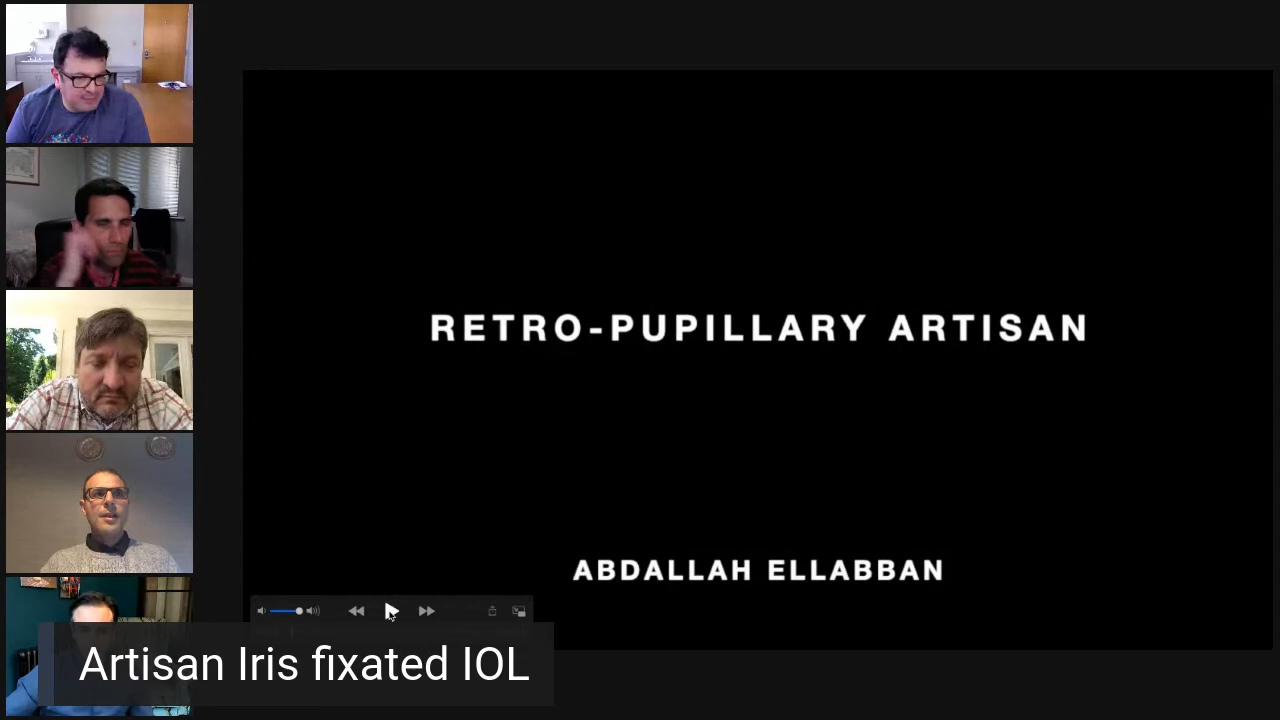 RETRO-PUPILLARY ARTISAN
ABDALLAH ELLABBAN
Artisan Iris fixated IOL